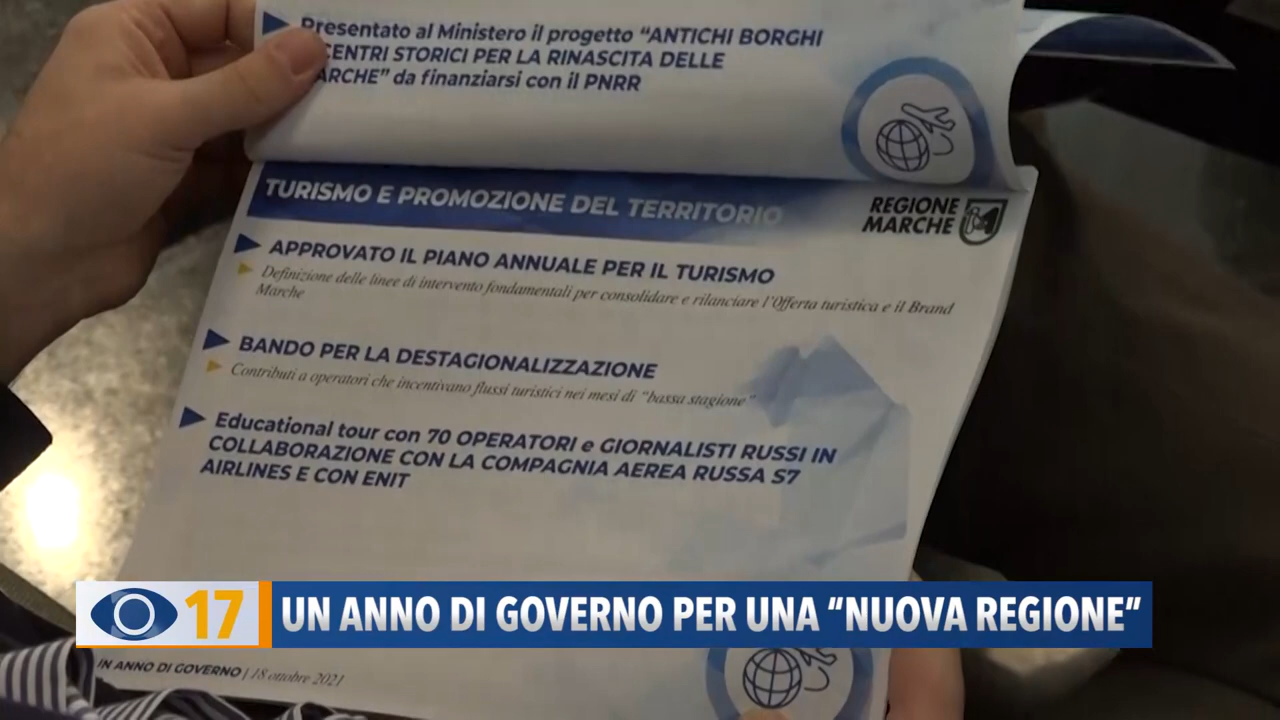 Presentato al Ministero il progetto “ANTICHI BORGHI
CENTRI STORICI PER LA RINASCITA DELLE
MARCHE” da finanziarsi con il PNRR
TURISMO E PROMOZIONE DEL TERRITORIO
REGIONE
MARCHE
APPROVATO IL PIANO ANNUALE PER IL TURISMO
Definizione delle linee di intervento fondamentali per consolidare e rilanciare l'Offerta turistica e il Brand
Marche
BANDO PER LA DESTAGIONALIZZAZIONE
Contributi a operatori che incentivano flussi turistici nei mesi di “bassa stagione”
Educational tour con 70 OPERATORI e GIORNALISTI RUSSI IN
COLLABORAZIONE CON LA COMPAGNIA AEREA RUSSA S7
AIRLINES E CON ENIT
17
UN ANNO DI GOVERNO PER UNA “NUOVA REGIONE”
IN ANNO DI GOVERNO | 18 ottobre 2021